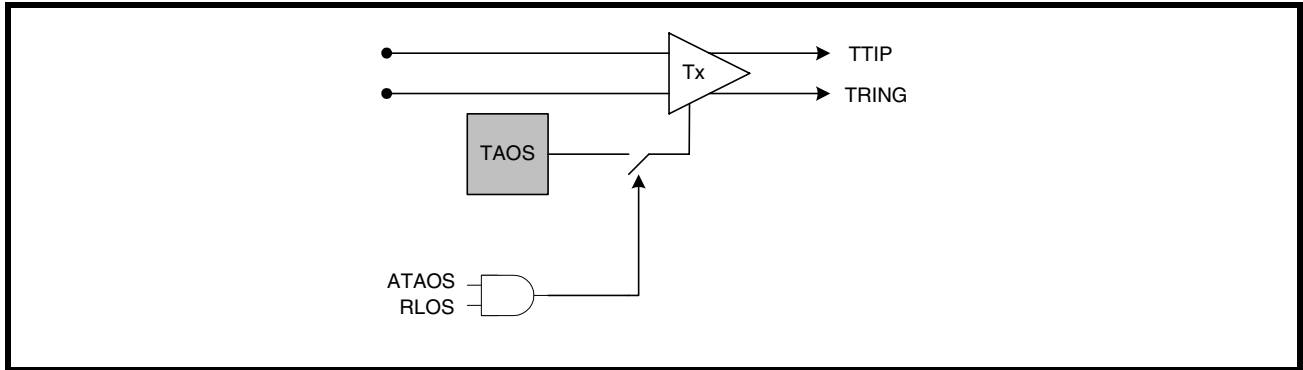 TTIP
Tx
TRING
TAOS
ATAOS
RLOS